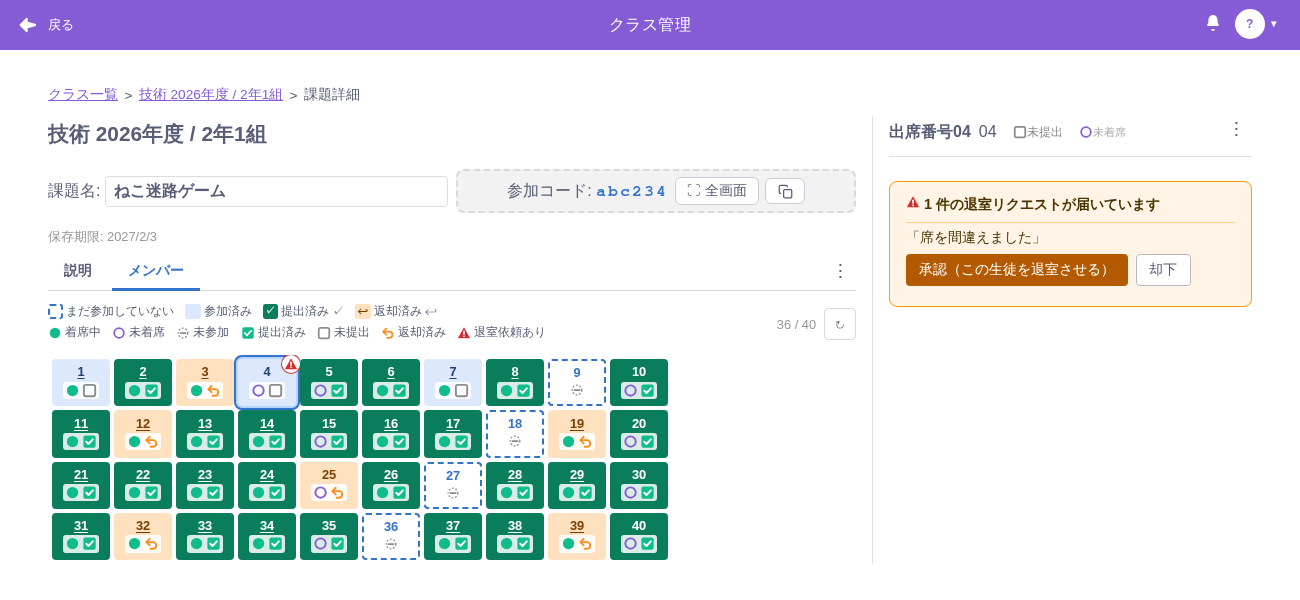 戻る
クラス管理
?
クラス一覧 > 技術 2026年度 / 2年1組 > 課題詳細
技術 2026年度 / 2年1組
課題名: ねこ迷路ゲーム
参加コード: abc234 全画面
保存期限: 2027/2/3
説明 メンバー
まだ参加していない 参加済み 提出済み ✓ 返却済み ↩
着席中 未着席 未参加 提出済み 未提出 返却済み 退室依頼あり
36 / 40
1 2 3 4 5 6 7 8 9 10
11 12 13 14 15 16 17 18 19 20
21 22 23 24 25 26 27 28 29 30
31 32 33 34 35 36 37 38 39 40
出席番号04 04 未提出 未着席
1 件の退室リクエストが届いています
「席を間違えました」
承認（この生徒を退室させる） 却下